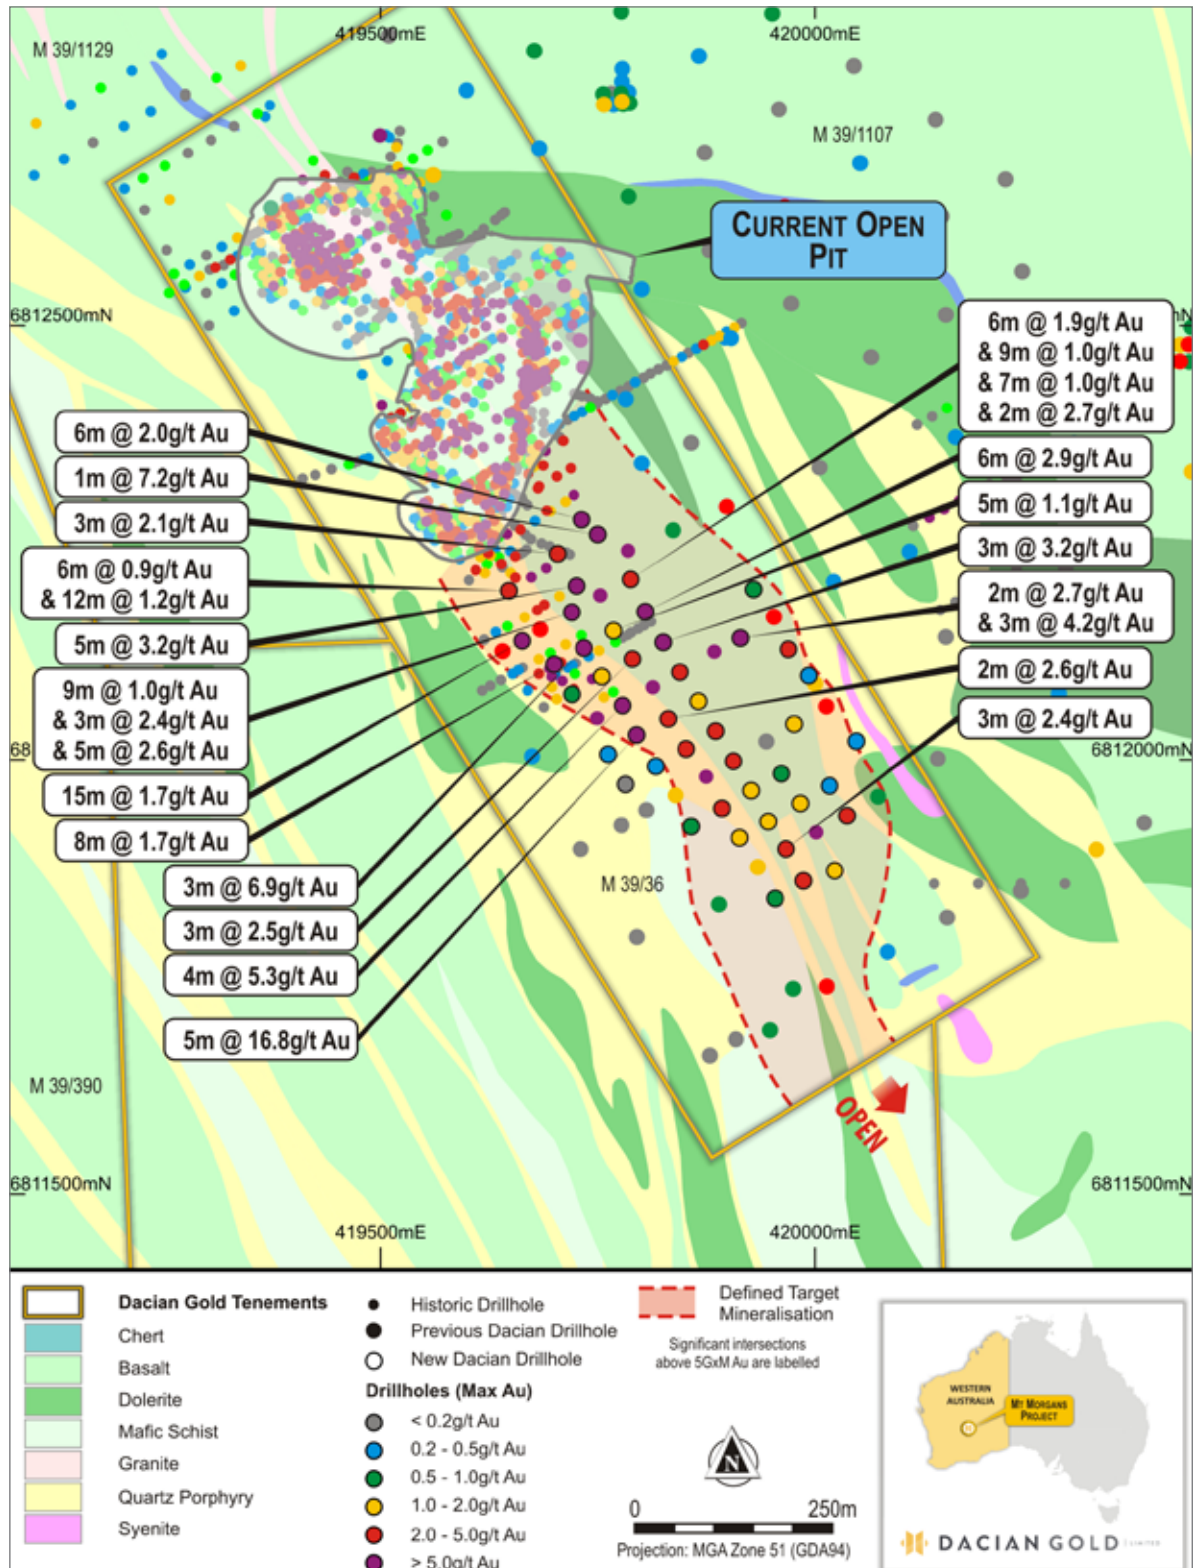 419500mE
420000mE
M 39/1129
M 39/1107
CURRENT OPEN
PIT
6812500mN
N
6m @ 1.9g/t Au
& 9m @ 1.0g/t Au
& 7m @ 1.0g/t Au
& 2m @ 2.7g/t Au
6m @ 2.0g/t Au
6m @ 2.9g/t Au
1m @ 7.2g/t Au
5m @ 1.1g/t Au
3m @ 2.1g/t Au
3m @ 3.2g/t Au
6m @ 0.9g/t Au
& 12m @ 1.2g/t Au
2m @ 2.7g/t Au
& 3m @ 4.2g/t Au
5m @ 3.2g/t Au
2m @ 2.6g/t Au
9m @ 1.0g/t Au
& 3m @ 2.4g/t Au
& 5m @ 2.6g/t Au
3m @ 2.4g/t Au
68
6812000mN
15m @ 1.7g/t Au
8m @ 1.7g/t Au
3m @ 6.9g/t Au
M 39/36
3m @ 2.5g/t Au
4m @ 5.3g/t Au
5m @ 16.8g/t Au
M 39/390
OPEN
6811500mN
6811500mN
419500mE
420000mE
Dacian Gold Tenements
Chert
Basalt
Dolerite
Mafic Schist
Granite
Quartz Porphyry
Syenite
Historic Drillhole
Previous Dacian Drillhole
New Dacian Drillhole
Drillholes (Max Au)
< 0.2g/t Au
0.2 - 0.5g/t Au
0.5 - 1.0g/t Au
1.0 - 2.0g/t Au
2.0 - 5.0g/t Au
> 5.0g/t Au
Defined Target
Mineralisation
Significant intersections
above 5GxM Au are labelled
N
0 250m
Projection: MGA Zone 51 (GDA94)
WESTERN
AUSTRALIA
MT MORGANS
PROJECT
DACIAN GOLD LIMITED